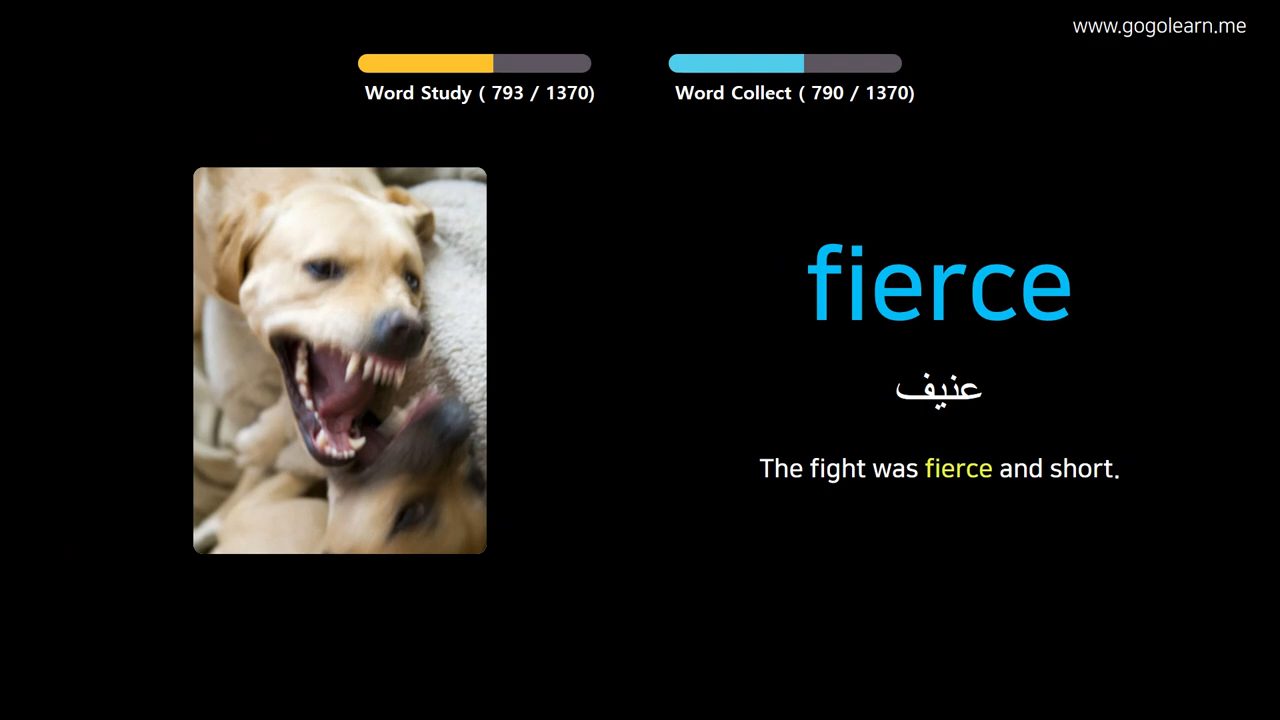 www.gogolearn.me
Word Study ( 793 / 1370)
Word Collect ( 790 / 1370)
fierce
عنيف
The fight was fierce and short.